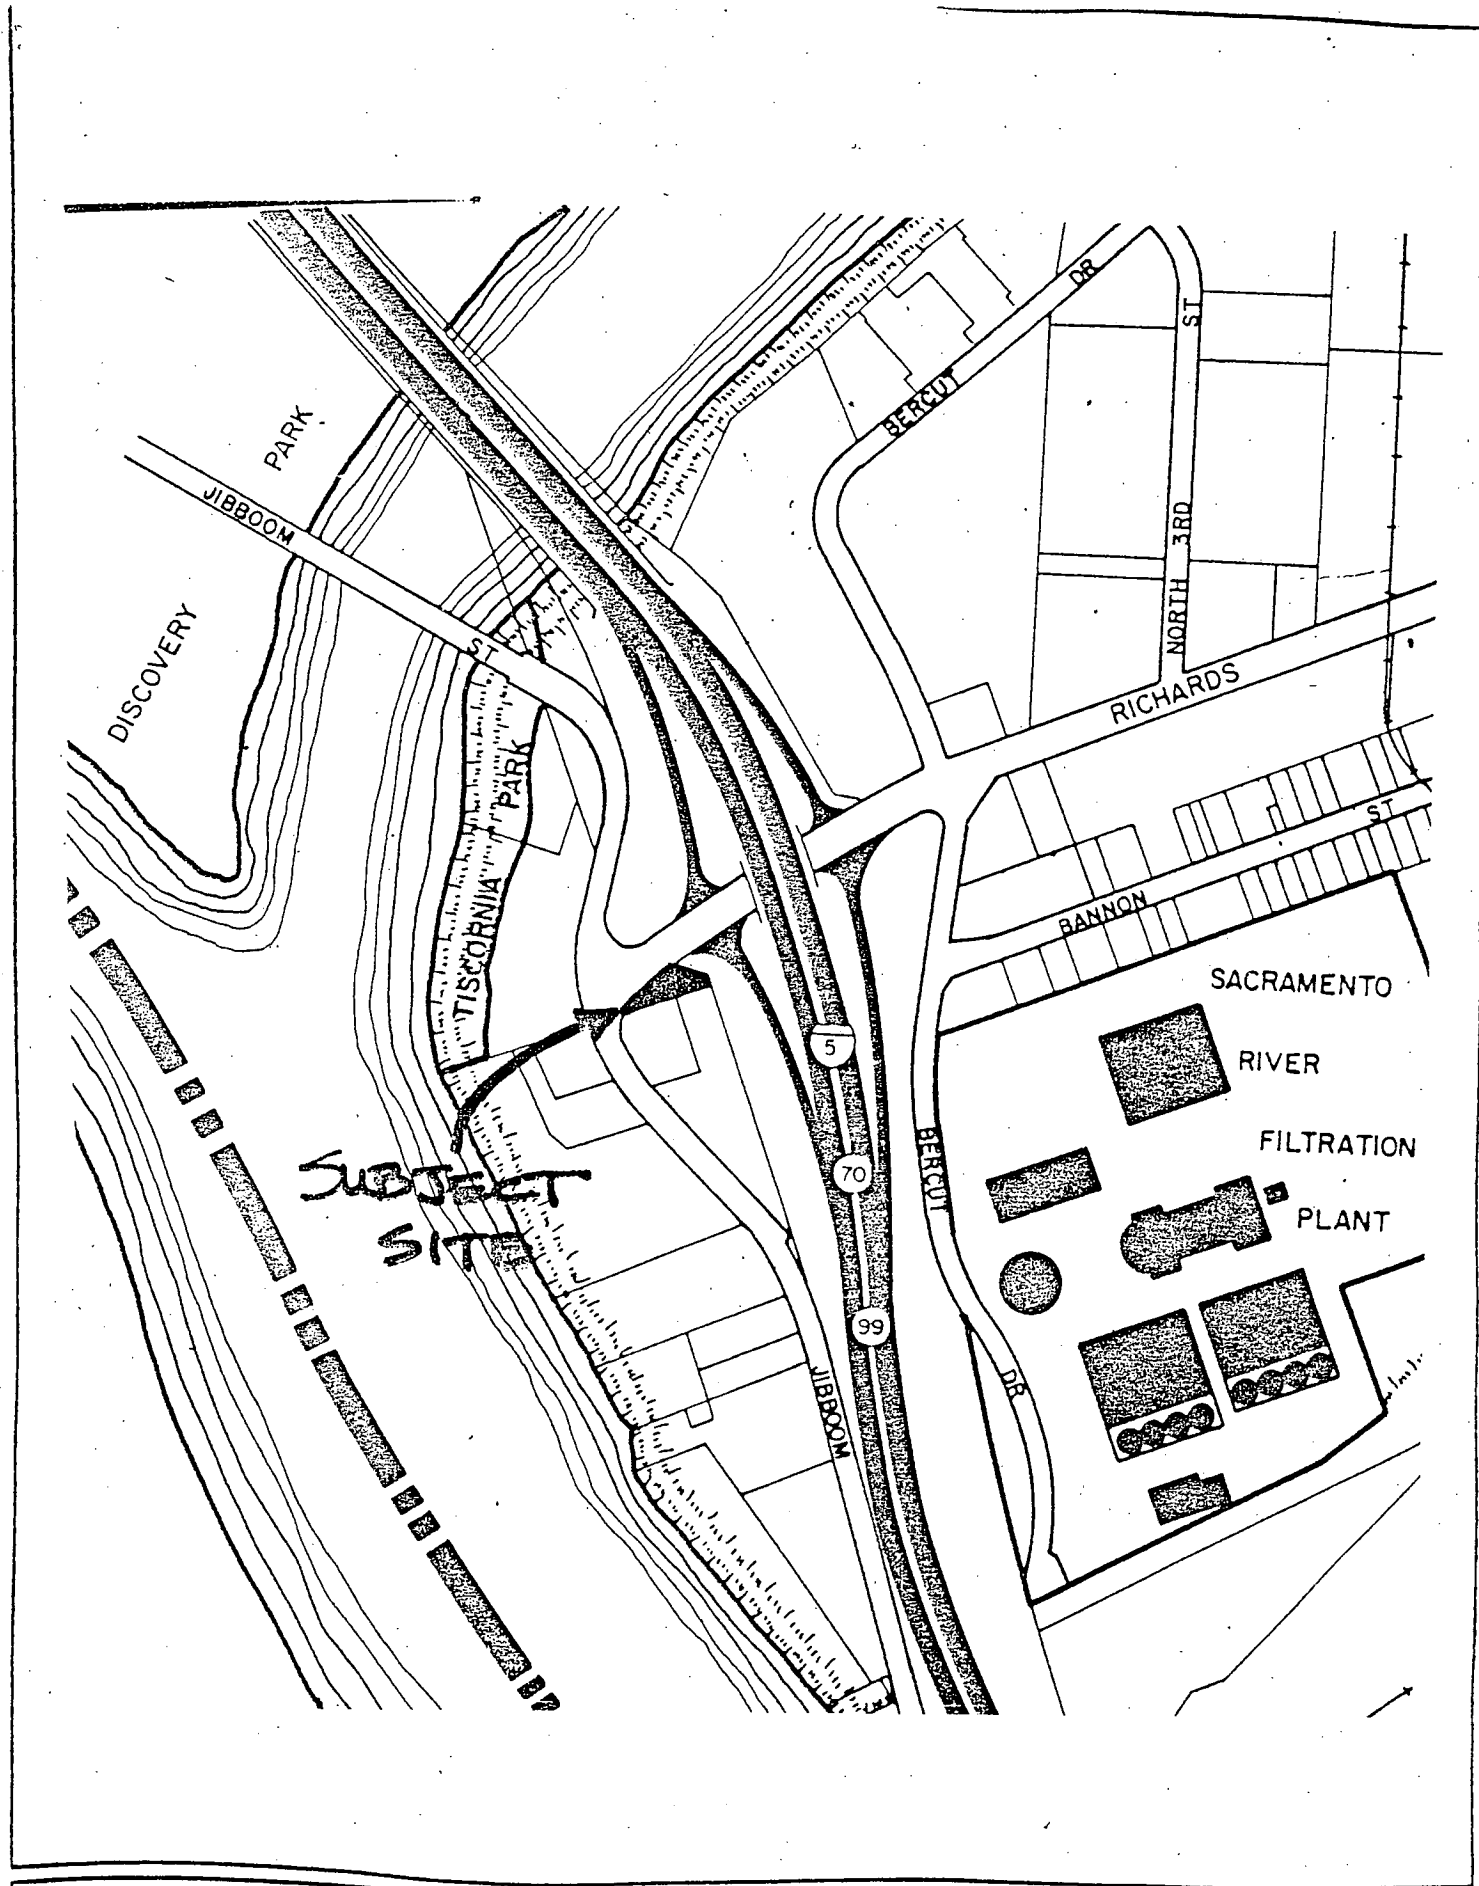 DR
ST
BERCUT
PARK
JIBBOOM
NORTH 3RD
DISCOVERY
ST
RICHARDS
PARK
ST
BANNON
TISCORNIA
SACRAMENTO
5
RIVER
BERCUT
FILTRATION
70
SUBJECT
PLANT
SITE
99
DR
JIBBOOM